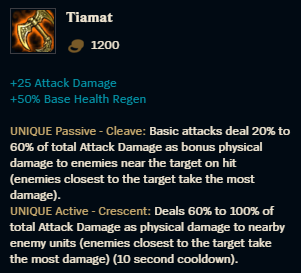 Tiamat
1200
+25 Attack Damage
+50% Base Health Regen
UNIQUE Passive - Cleave: Basic attacks deal 20% to
60% of total Attack Damage as bonus physical
damage to enemies near the target on hit
(enemies closest to the target take the most
damage).
UNIQUE Active - Crescent: Deals 60% to 100% of
total Attack Damage as physical damage to nearby
enemy units (enemies closest to the target take
the most damage) (10 second cooldown).